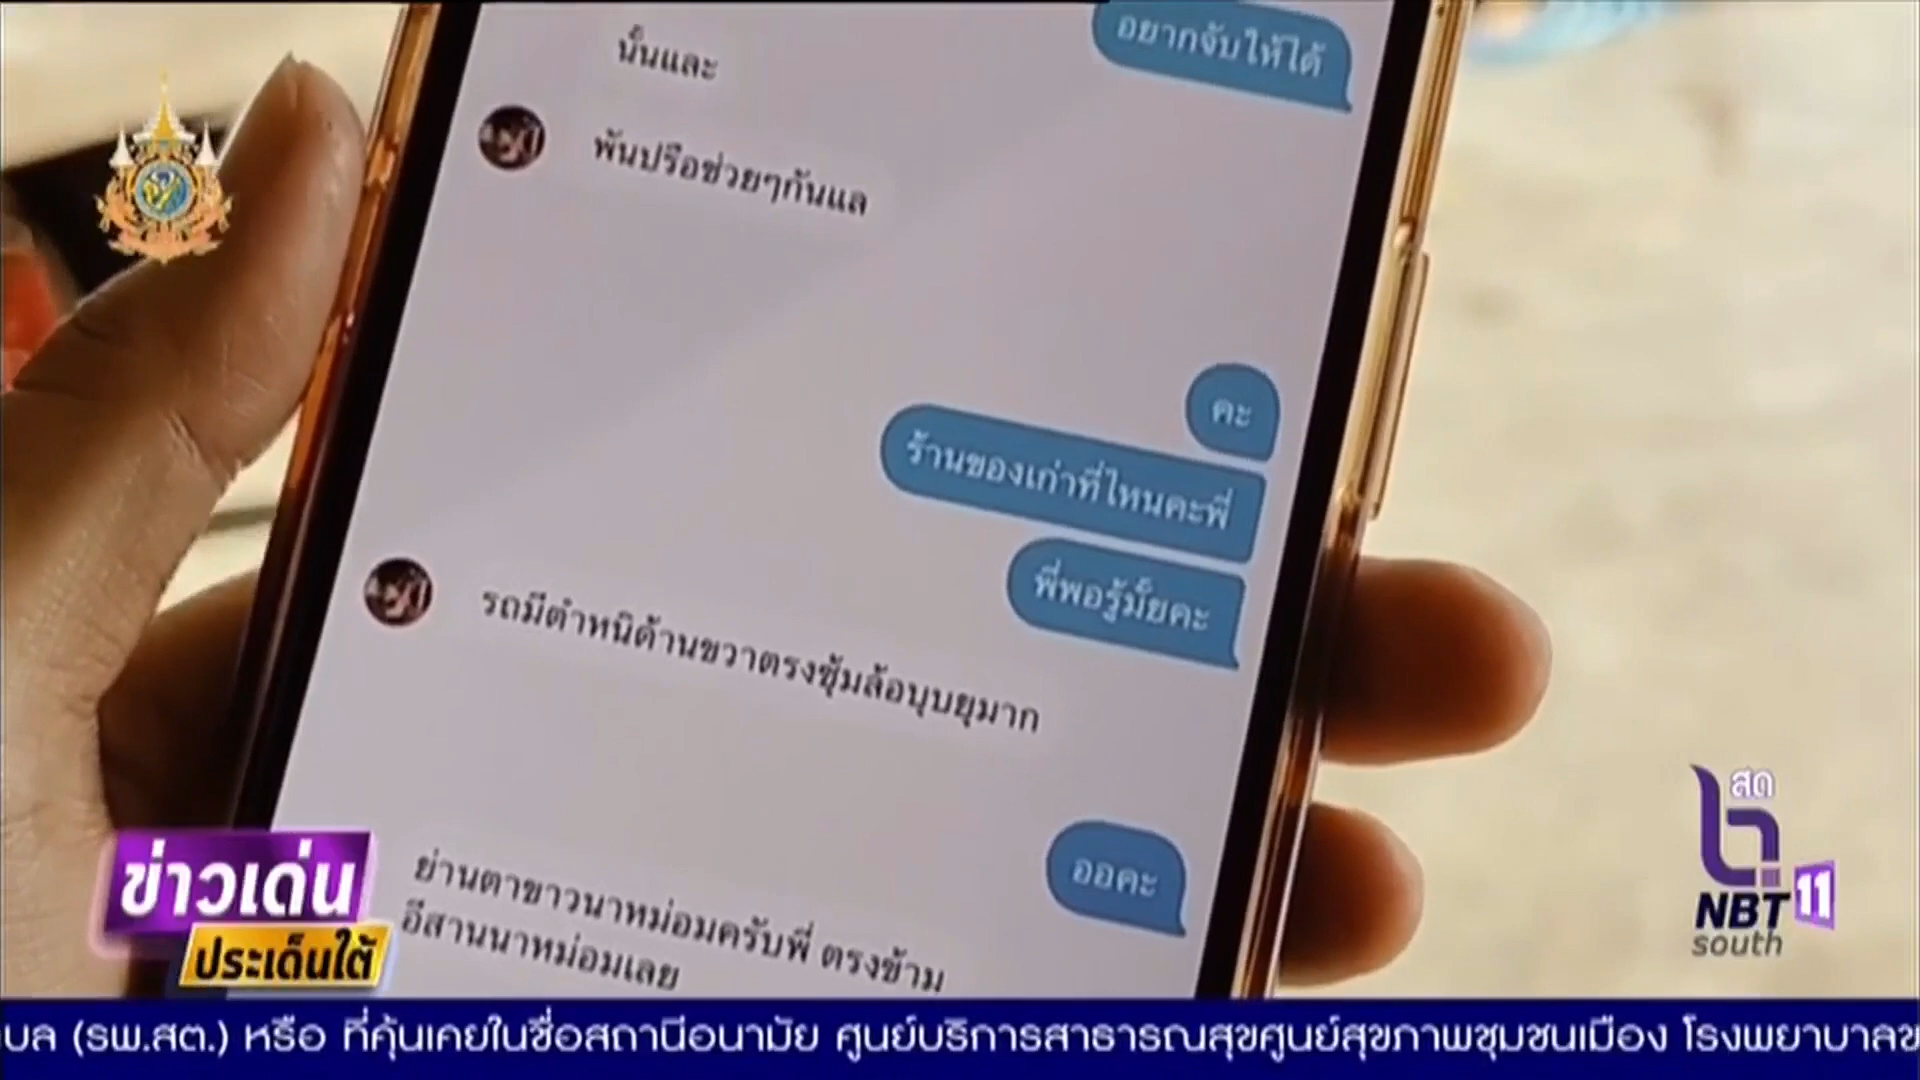 อยากจับให้ได้
นั้นและ
พันปรือช่วยๆกันแล
คะ
ร้านของเก่าที่ไหนคะพี่
พี่พอรู้มั้ยคะ
รถมีตำหนิด้านขวาตรงซุ้มล้อนุบยุมาก
ออคะ
ย่านตาขาวนาหม่อมครับพี่ ตรงข้าม
อีสานนาหม่อมเลย
สด
NBT 11
south
ข่าวเด่น
ประเด็นใต้
บล (รพ.สต.) หรือ ที่คุ้นเคยในชื่อสถานีอนามัย ศูนย์บริการสาธารณสุขศูนย์สุขภาพชุมชนเมือง โรงพยาบาลข